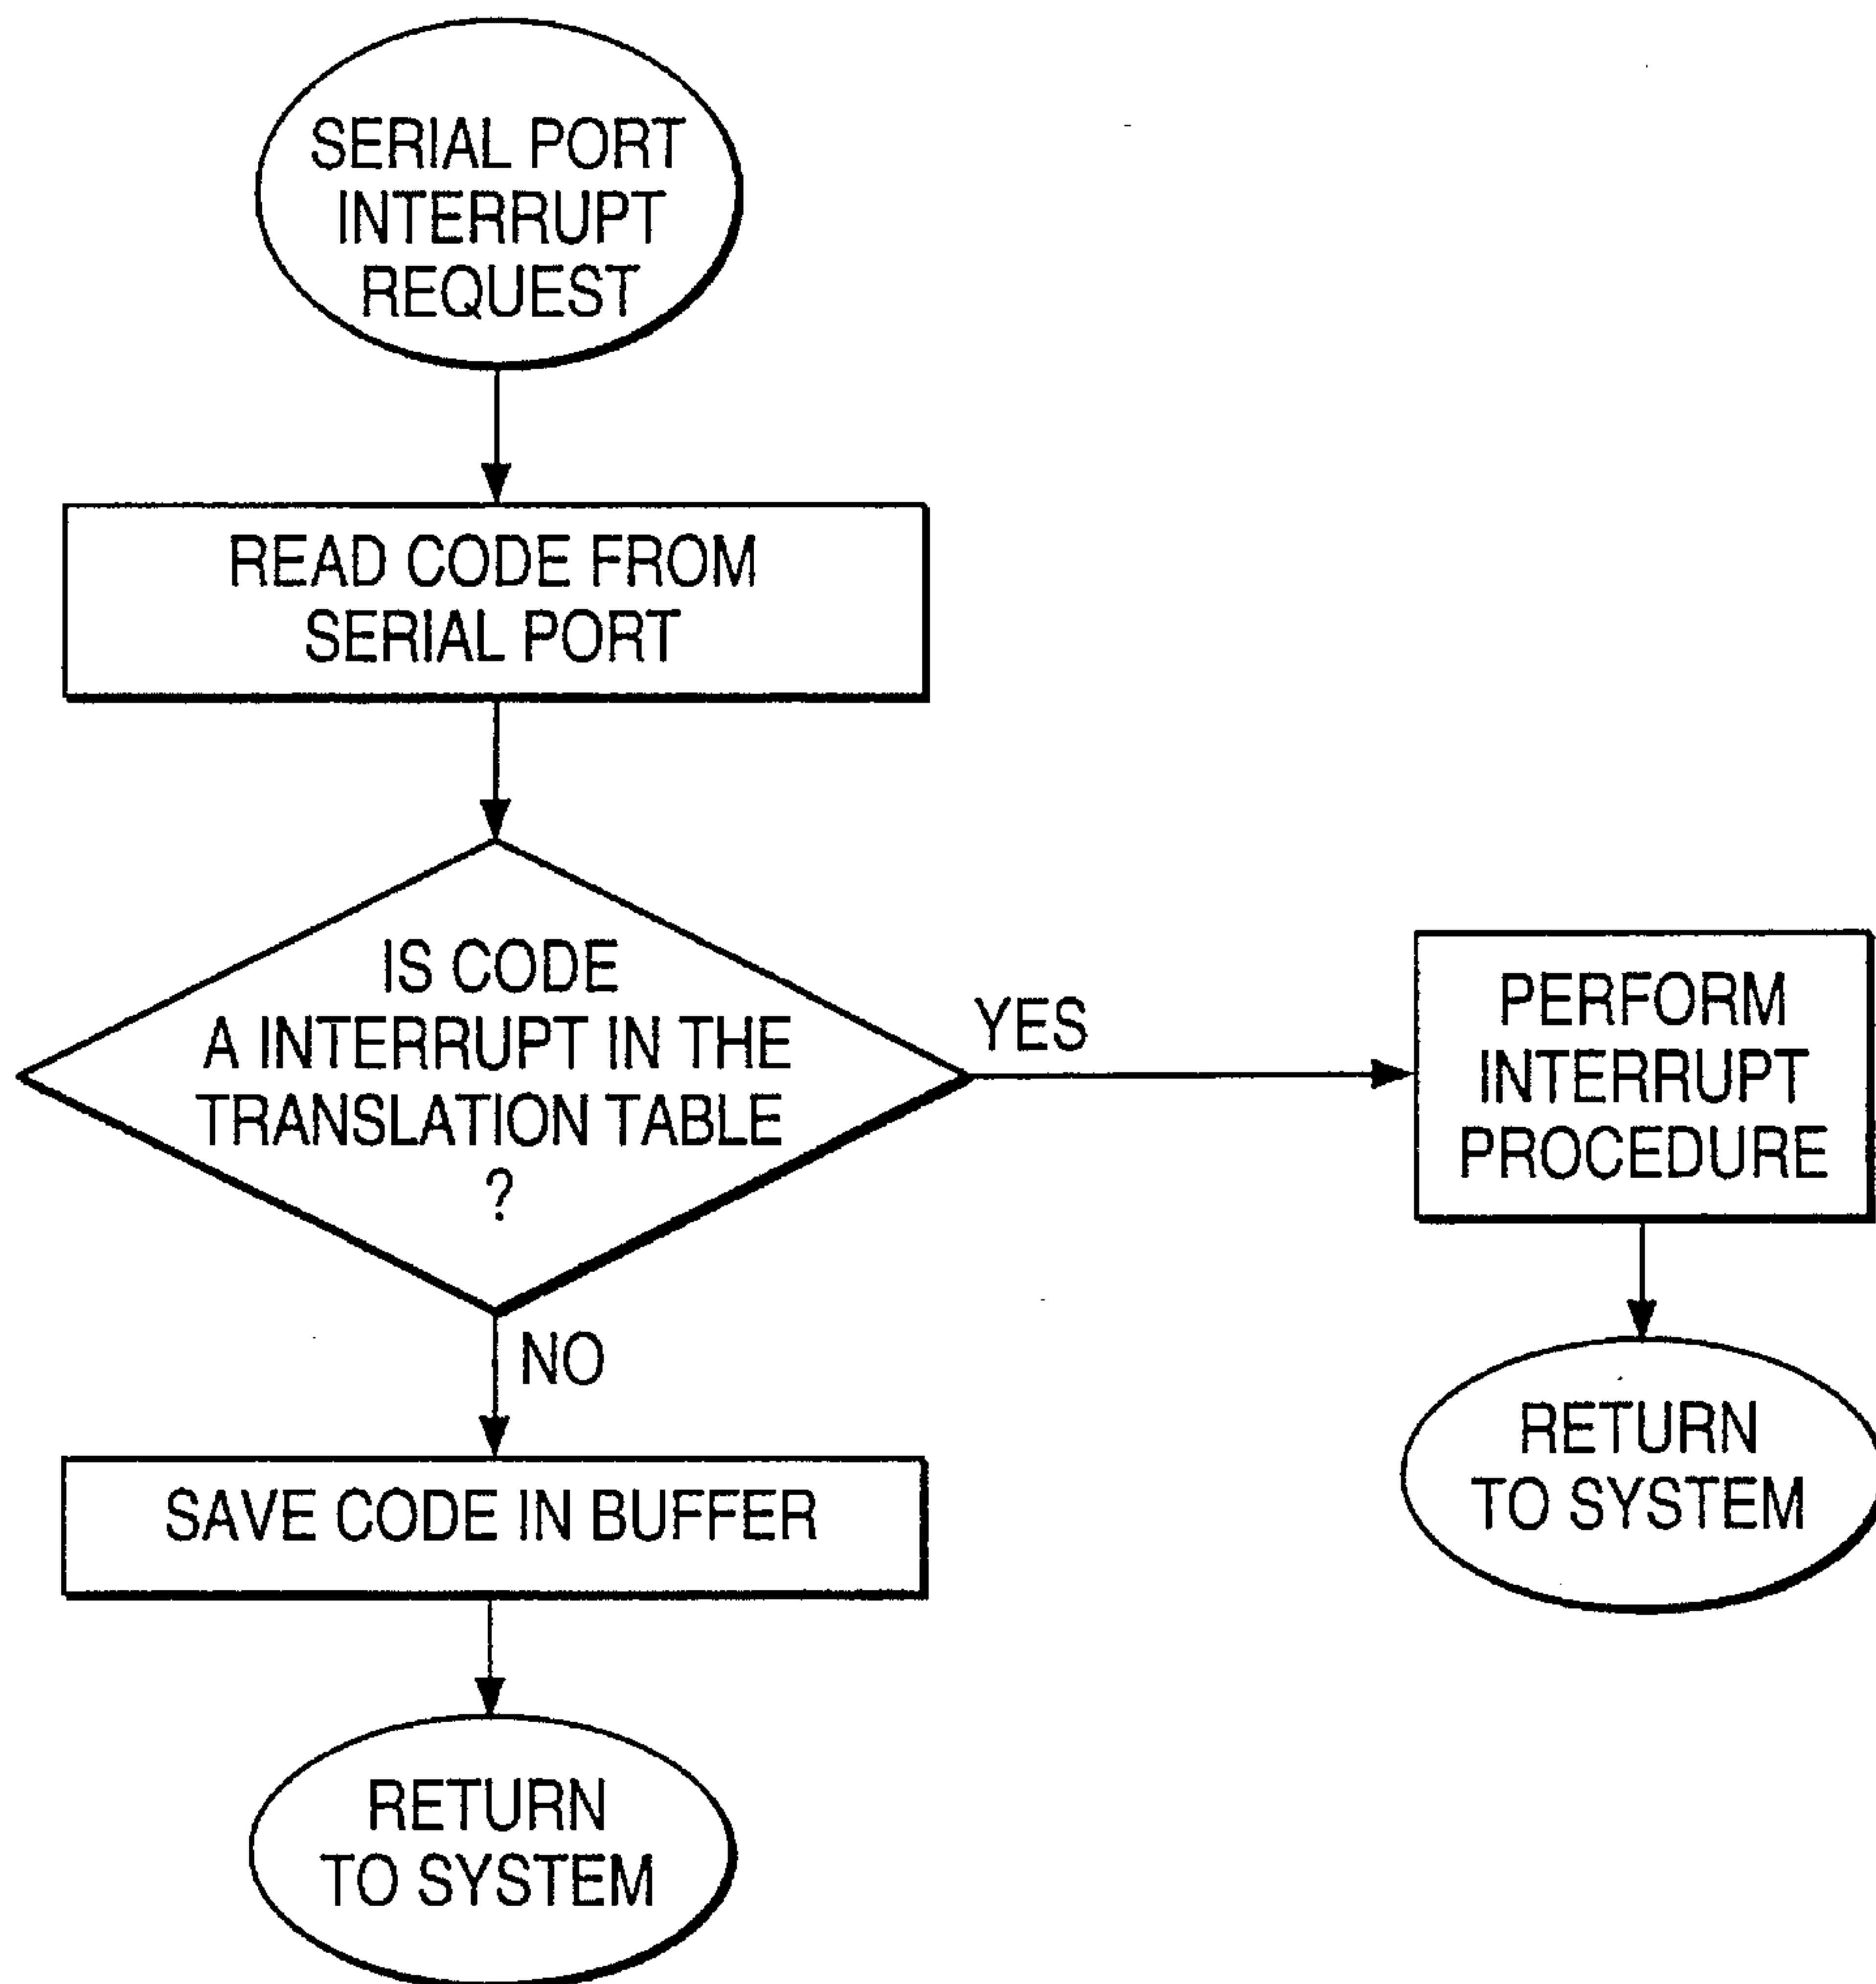 SERIAL PORT
INTERRUPT
REQUEST
READ CODE FROM
SERIAL PORT
IS CODE
A INTERRUPT IN THE
TRANSLATION TABLE
?
YES
PERFORM
INTERRUPT
PROCEDURE
RETURN
TO SYSTEM
NO
SAVE CODE IN BUFFER
RETURN
TO SYSTEM